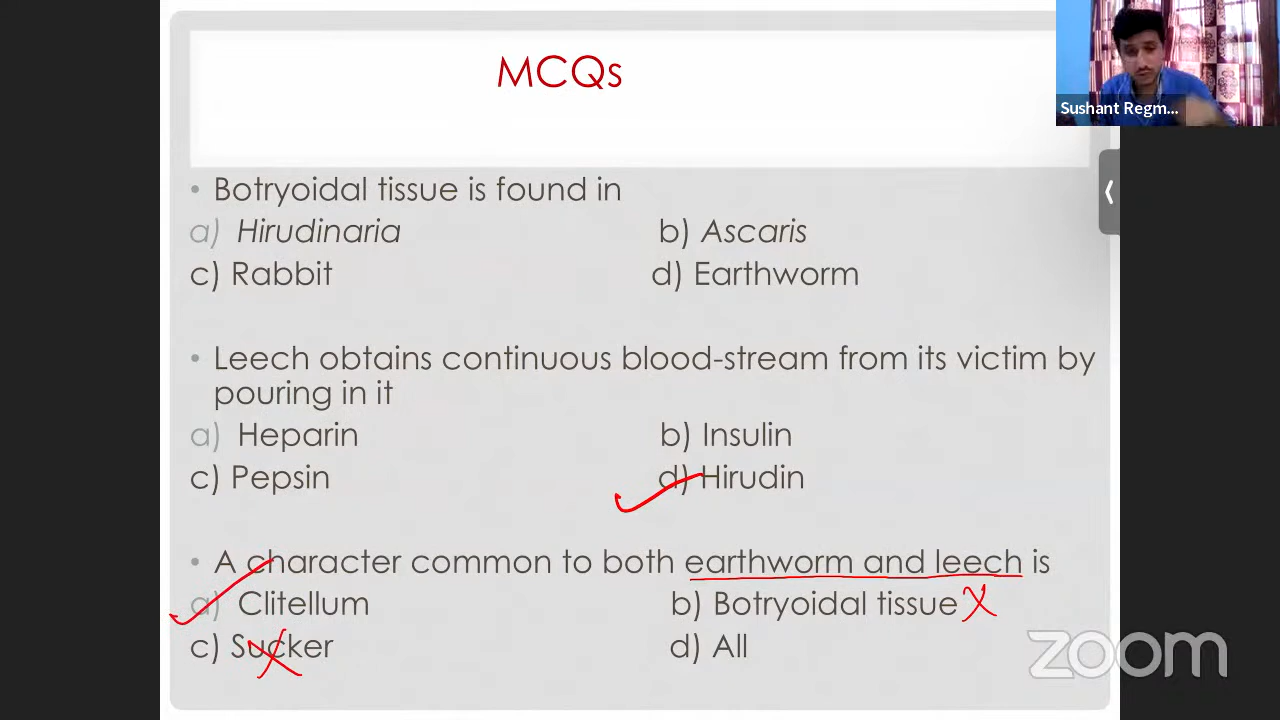 MCQs
Sushant Regm...
• Botryoidal tissue is found in
a) Hirudinaria b) Ascaris
c) Rabbit d) Earthworm
• Leech obtains continuous blood-stream from its victim by
pouring in it
a) Heparin b) Insulin
c) Pepsin d) Hirudin
• A character common to both earthworm and leech is
a) Clitellum b) Botryoidal tissue
c) Sucker d) All
zoom